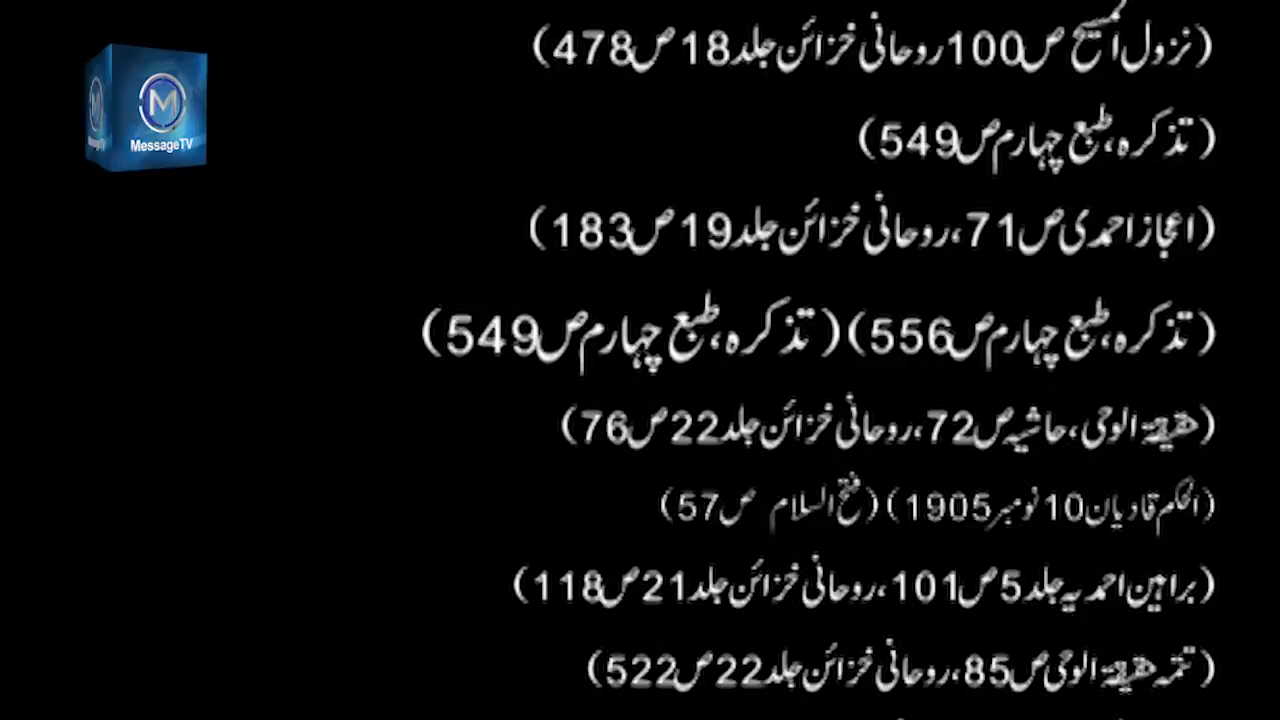 (نزول المسیح ص100 روحانی خزائن جلد18 ص478)
(تذکرہ، طبع چہارم ص549)
(اعجاز احمدی ص71، روحانی خزائن جلد19 ص183)
(تذکرہ، طبع چہارم ص556) (تذکرہ، طبع چہارم ص549)
(حقیقۃ الوحی، حاشیہ ص72، روحانی خزائن جلد22 ص76)
(الحکم قادیان 10 نومبر 1905) (فتح السلام ص57)
(براہین احمدیہ جلد5 ص101، روحانی خزائن جلد21 ص118)
(تتمہ حقیقۃ الوحی ص85، روحانی خزائن جلد22 ص522)
M
MessageTV